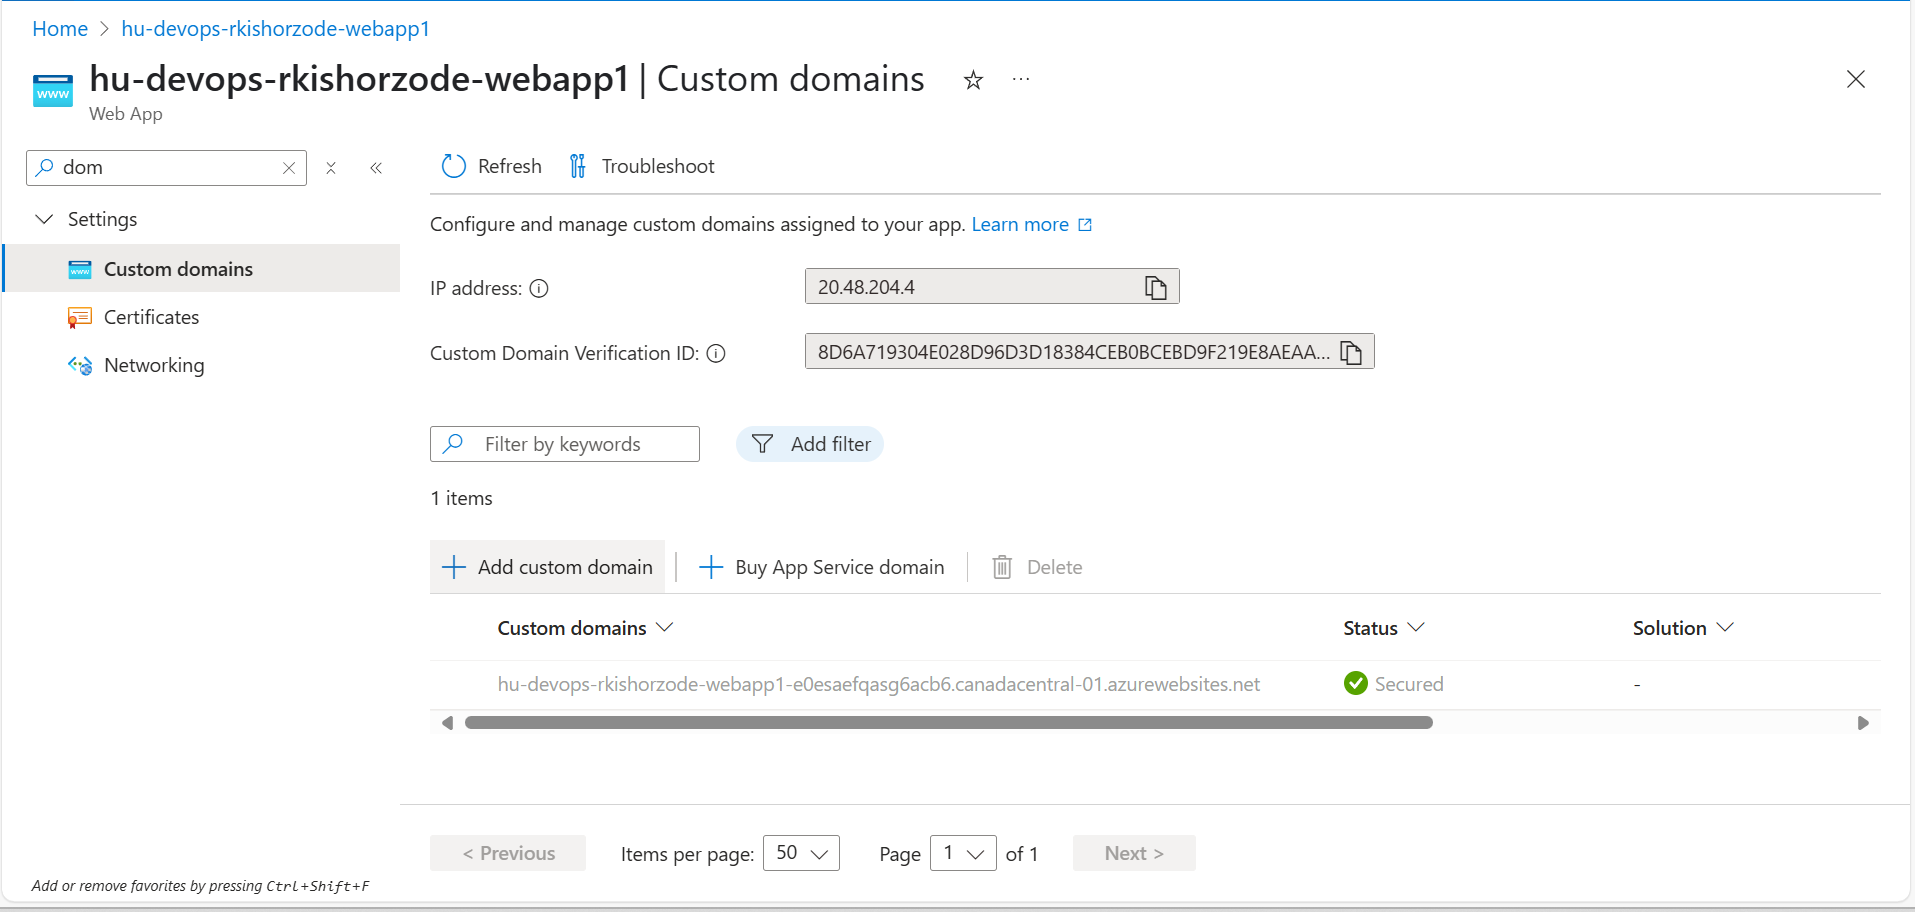 Home > hu-devops-rkishorzode-webapp1
hu-devops-rkishorzode-webapp1 | Custom domains
Web App
www
dom
Refresh
Troubleshoot
Settings
Custom domains
Certificates
Networking
Configure and manage custom domains assigned to your app. Learn more
IP address:
20.48.204.4
Custom Domain Verification ID:
8D6A719304E028D96D3D18384CEB0BCEBD9F219E8AEAA...
Filter by keywords
Add filter
1 items
Add custom domain
Buy App Service domain
Delete
Custom domains
Status
Solution
hu-devops-rkishorzode-webapp1-e0esaefqasg6acb6.canadacentral-01.azurewebsites.net
Secured
-
< Previous
Items per page: 50
Page 1 of 1
Next >
Add or remove favorites by pressing Ctrl+Shift+F